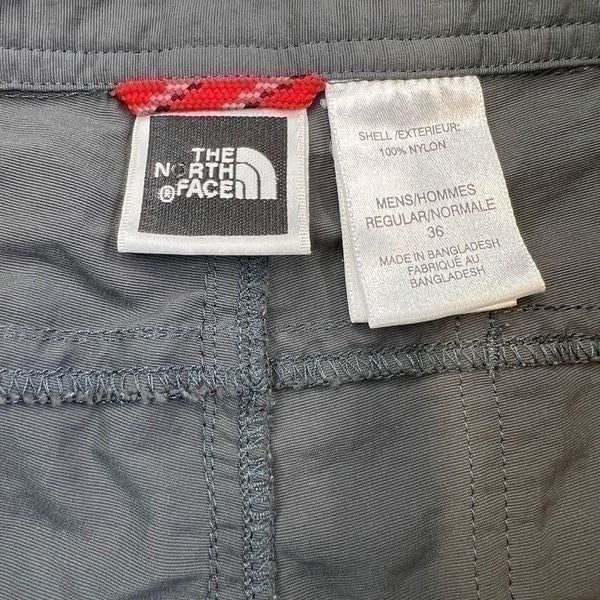 THE
NORTH
® FACE
SHELL /EXTERIEUR:
100% NYLON
MENS/HOMMES
REGULAR/NORMALE
36
MADE IN BANGLADESH
FABRIQUÉ AU
BANGLADESH